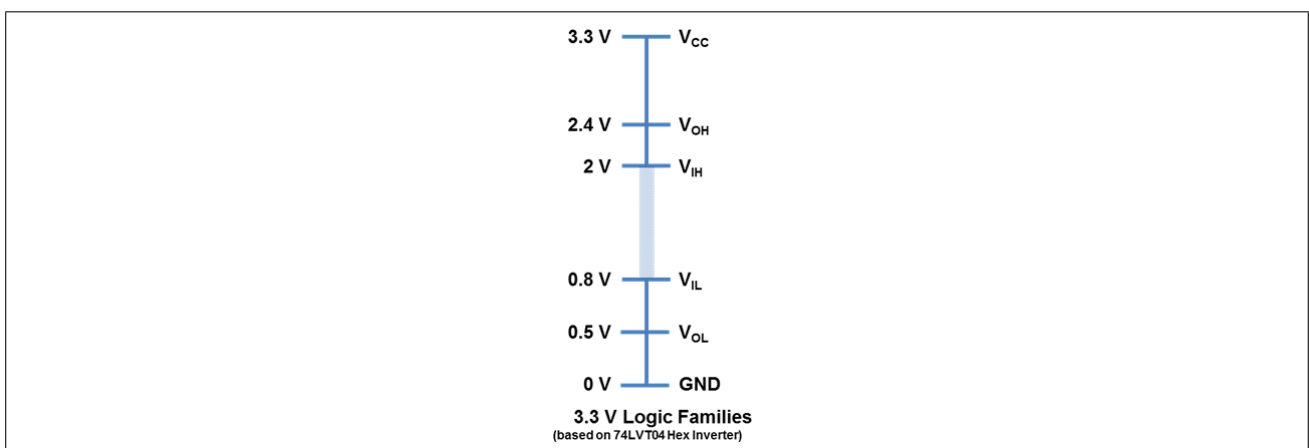 3.3 V VCC
2.4 V VOH
2 V VIH
0.8 V VIL
0.5 V VOL
0 V GND
3.3 V Logic Families
(based on 74LVT04 Hex Inverter)